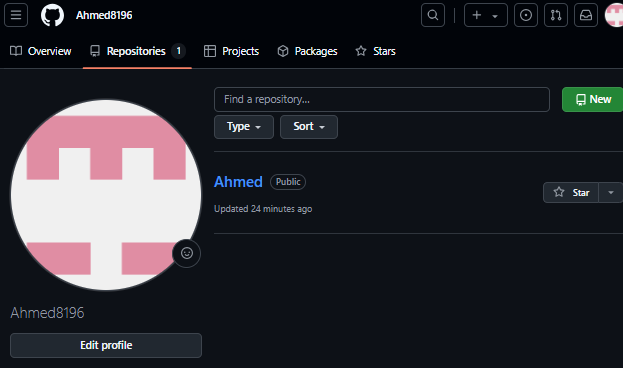 Ahmed8196
Overview Repositories 1 Projects Packages Stars
Find a repository...
New
Type Sort
Ahmed Public
Star
Updated 24 minutes ago
Ahmed8196
Edit profile